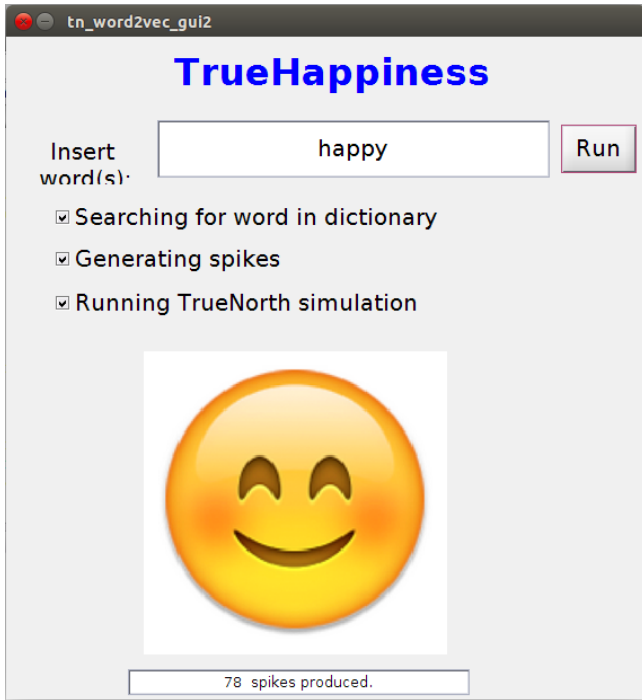 tn_word2vec_gui2
TrueHappiness
Insert
word(s):
happy
Run
Searching for word in dictionary
Generating spikes
Running TrueNorth simulation
78 spikes produced.